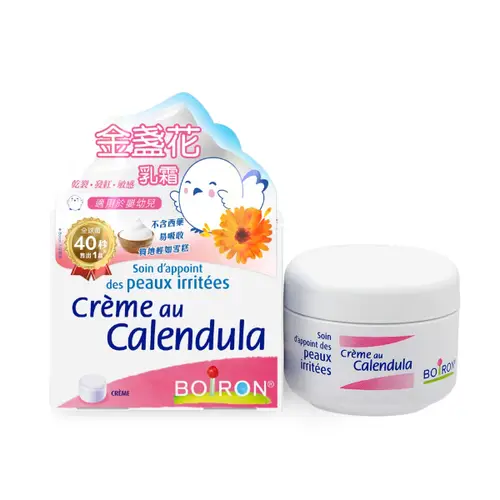 金盞花
乳霜
乾裂・發紅・敏感
適用於嬰幼兒
全球每
40秒
售出1盒
不含西藥
易吸收
質地輕如雪糕
Soin d'appoint
des peaux irritées
Crème au
Calendula
CRÈME
BOIRON®
Soin
d'appoint des
peaux
irritées
Crème au
Calendula
BOIRON®